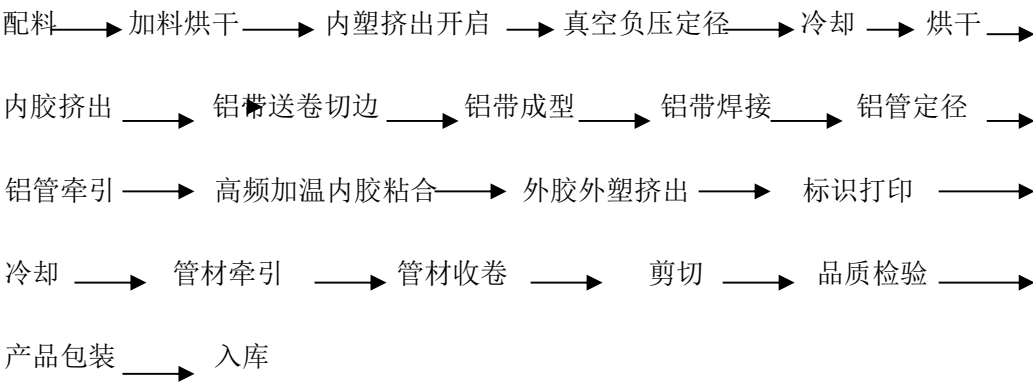 配料 加料烘干 内塑挤出开启 真空负压定径 冷却 烘干
内胶挤出 铝带送卷切边 铝带成型 铝带焊接 铝管定径
铝管牵引 高频加温内胶粘合 外胶外塑挤出 标识打印
冷却 管材牵引 管材收卷 剪切 品质检验
产品包装 入库